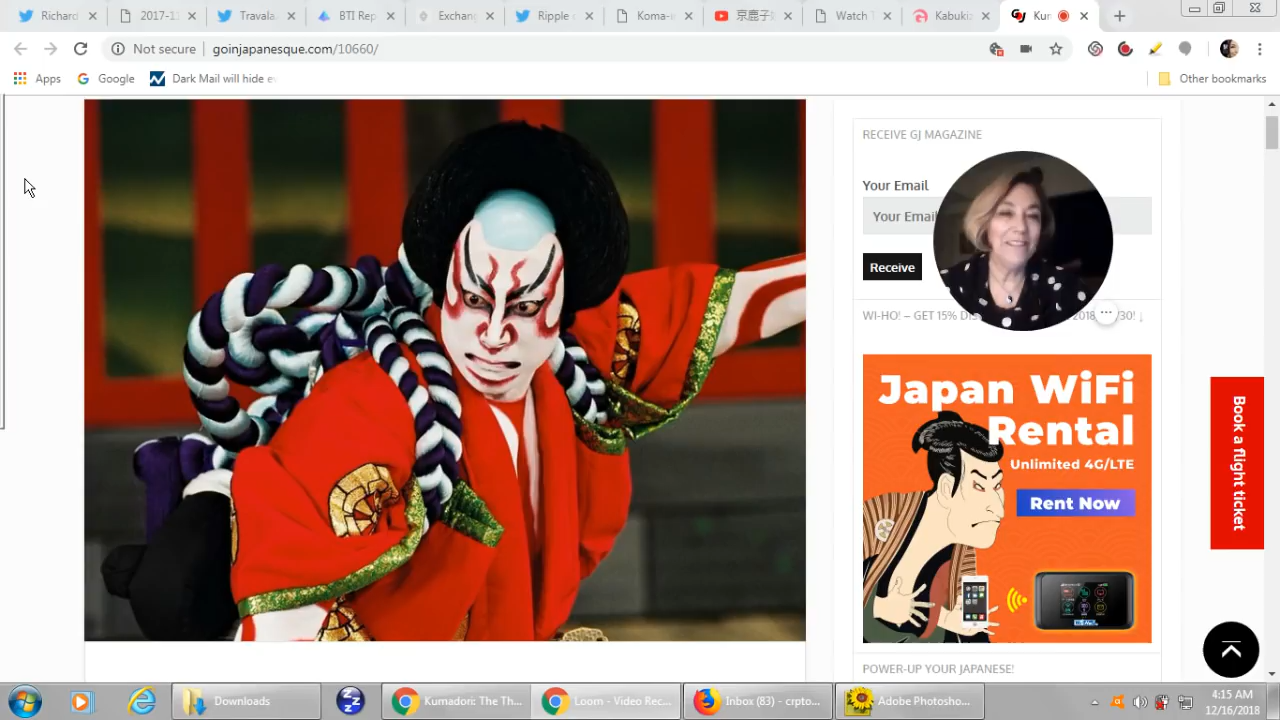 Richard
2017-1
Travala.
BTI Rep
Exchan
Ripple
Koma-
京鹿子
Watch T
Kabukiz
Kur
Not secure goinjapanesque.com/10660/
Apps Google Dark Mail will hide e Other bookmarks
RECEIVE GJ MAGAZINE
Your Email
Your Email
Receive
WI-HO! – GET 15% DIS 2018 /30! ↓
Japan WiFi
Rental
Unlimited 4G/LTE
Rent Now
Book a flight ticket
POWER-UP YOUR JAPANESE!
Downloads
Kumadori: The Th...
Loom - Video Rec...
Inbox (83) - crpto...
Adobe Photosho...
4:15 AM
12/16/2018